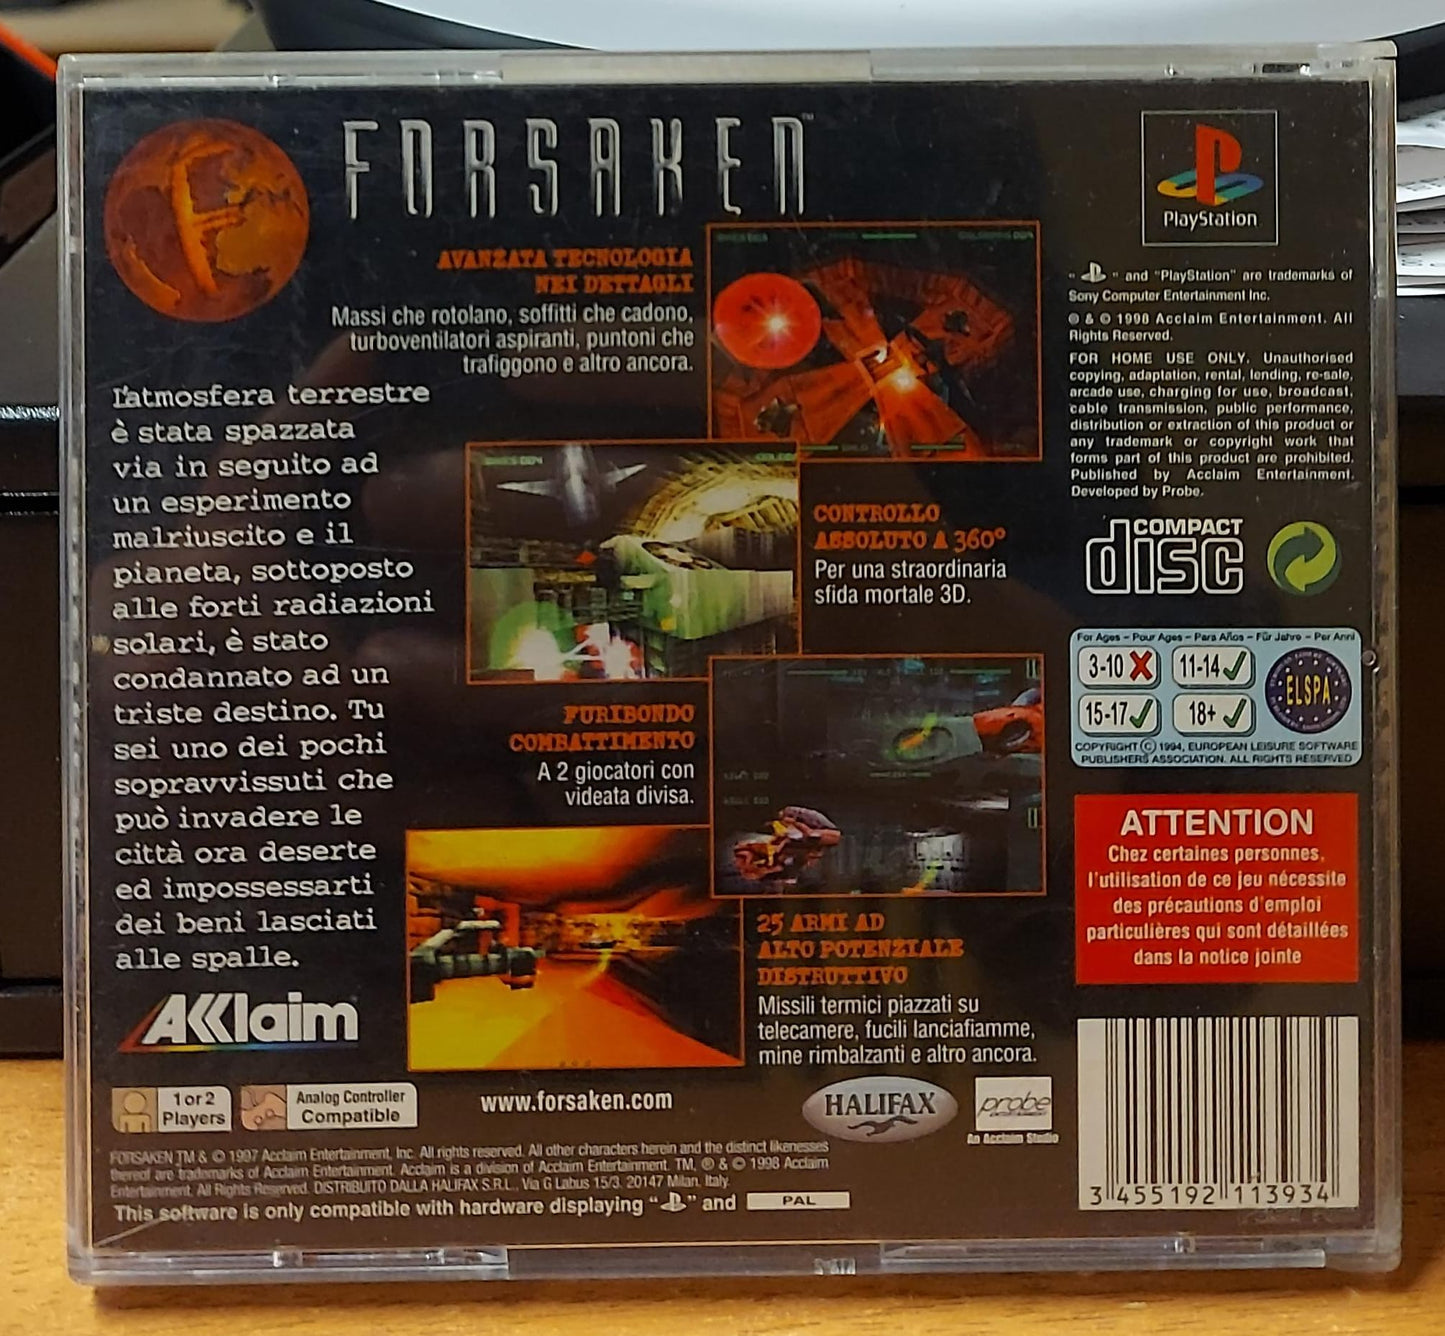 FORSAKEN™
AVANZATA TECNOLOGIA
NEI DETTAGLI
Massi che rotolano, soffitti che cadono,
turboventilatori aspiranti, puntoni che
trafiggono e altro ancora.
L'atmosfera terrestre
è stata spazzata
via in seguito ad
un esperimento
malriuscito e il
pianeta, sottoposto
alle forti radiazioni
solari, è stato
condannato ad un
triste destino. Tu
sei uno dei pochi
sopravvissuti che
può invadere le
città ora deserte
ed impossessarti
dei beni lasciati
alle spalle.
CONTROLLO
ASSOLUTO A 360°
Per una straordinaria
sfida mortale 3D.
FURIBONDO
COMBATTIMENTO
A 2 giocatori con
videata divisa.
25 ARMI AD
ALTO POTENZIALE
DISTRUTTIVO
Missili termici piazzati su
telecamere, fucili lanciafiamme,
mine rimbalzanti e altro ancora.
AKKlaim
1 or 2
Players
Analog Controller
Compatible
www.forsaken.com
HALIFAX
probe
An Acclaim Studio
FORSAKEN TM & © 1997 Acclaim Entertainment, Inc. All rights reserved. All other characters herein and the distinct likenesses
thereof are trademarks of Acclaim Entertainment. Acclaim is a division of Acclaim Entertainment. TM, ® & © 1998 Acclaim
Entertainment. All Rights Reserved. DISTRIBUITO DALLA HALIFAX S.R.L., Via G Labus 15/3, 20147 Milan, Italy.
This software is only compatible with hardware displaying " " and PAL
PlayStation
" " and "PlayStation" are trademarks of
Sony Computer Entertainment Inc.
® & © 1998 Acclaim Entertainment. All
Rights Reserved.
FOR HOME USE ONLY. Unauthorised
copying, adaptation, rental, lending, re-sale,
arcade use, charging for use, broadcast,
cable transmission, public performance,
distribution or extraction of this product or
any trademark or copyright work that
forms part of this product are prohibited.
Published by Acclaim Entertainment.
Developed by Probe.
COMPACT
disc
For Ages – Pour Ages – Para Años – Für Jahre – Per Anni
3-10 11-14
15-17 18+
ELSPA
COPYRIGHT © 1994, EUROPEAN LEISURE SOFTWARE
PUBLISHERS ASSOCIATION. ALL RIGHTS RESERVED
ATTENTION
Chez certaines personnes,
l'utilisation de ce jeu nécessite
des précautions d'emploi
particulières qui sont détaillées
dans la notice jointe
3 455192 113934